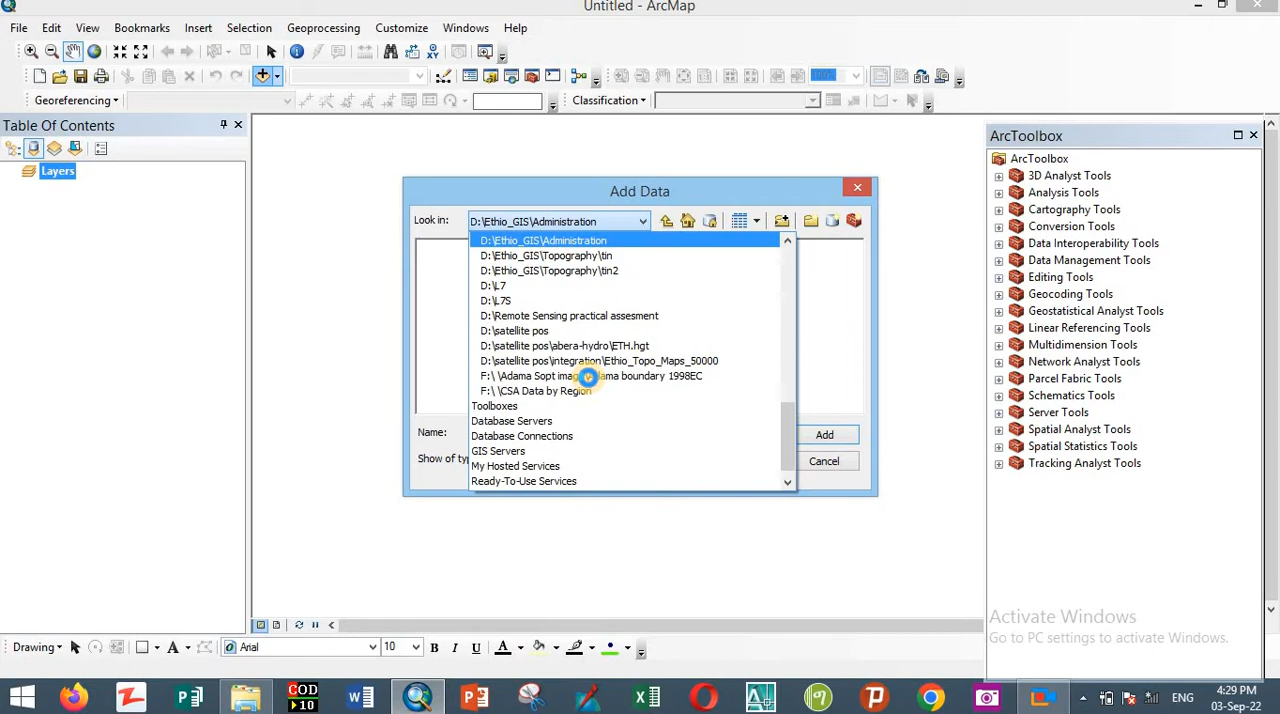 Untitled - ArcMap
File Edit View Bookmarks Insert Selection Geoprocessing Customize Windows Help
100%
Georeferencing Classification
Table Of Contents
Layers
Add Data
Look in: D:\Ethio_GIS\Administration
D:\Ethio_GIS\Administration
D:\Ethio_GIS\Topography\tin
D:\Ethio_GIS\Topography\tin2
D:\L7
D:\L7S
D:\Remote Sensing practical assesment
D:\satellite pos
D:\satellite pos\abera-hydro\ETH.hgt
D:\satellite pos\integration\Ethio_Topo_Maps_50000
F:\ \Adama Sopt boundary 1998EC
F:\ \CSA Data by Region
Toolboxes
Database Servers
Database Connections
GIS Servers
My Hosted Services
Ready-To-Use Services
Name:
Show of
Add
Cancel
ArcToolbox
ArcToolbox
3D Analyst Tools
Analysis Tools
Cartography Tools
Conversion Tools
Data Interoperability Tools
Data Management Tools
Editing Tools
Geocoding Tools
Geostatistical Analyst Tools
Linear Referencing Tools
Multidimension Tools
Network Analyst Tools
Parcel Fabric Tools
Schematics Tools
Server Tools
Spatial Analyst Tools
Spatial Statistics Tools
Tracking Analyst Tools
Activate Windows
Go to PC settings to activate Windows.
Drawing A Arial 10 B I U A
COD
10
ENG
4:29 PM
03-Sep-22